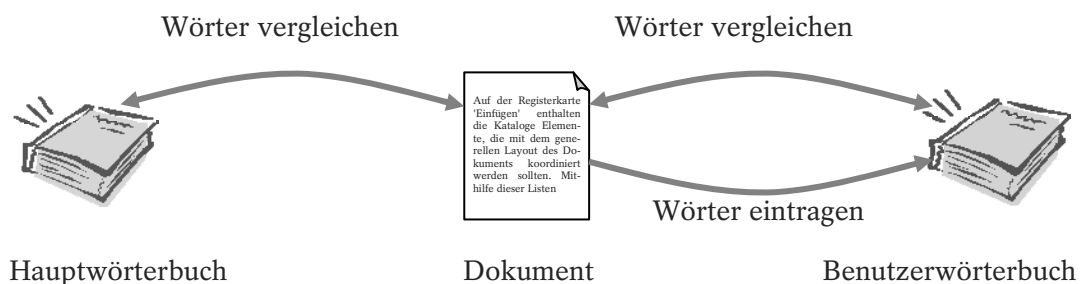 Wörter vergleichen Wörter vergleichen
Auf der Registerkarte
'Einfügen' enthalten
die Kataloge Elemen-
te, die mit dem gene-
rellen Layout des Do-
kuments koordiniert
werden sollten. Mit-
hilfe dieser Listen
Wörter eintragen
Hauptwörterbuch Dokument Benutzerwörterbuch